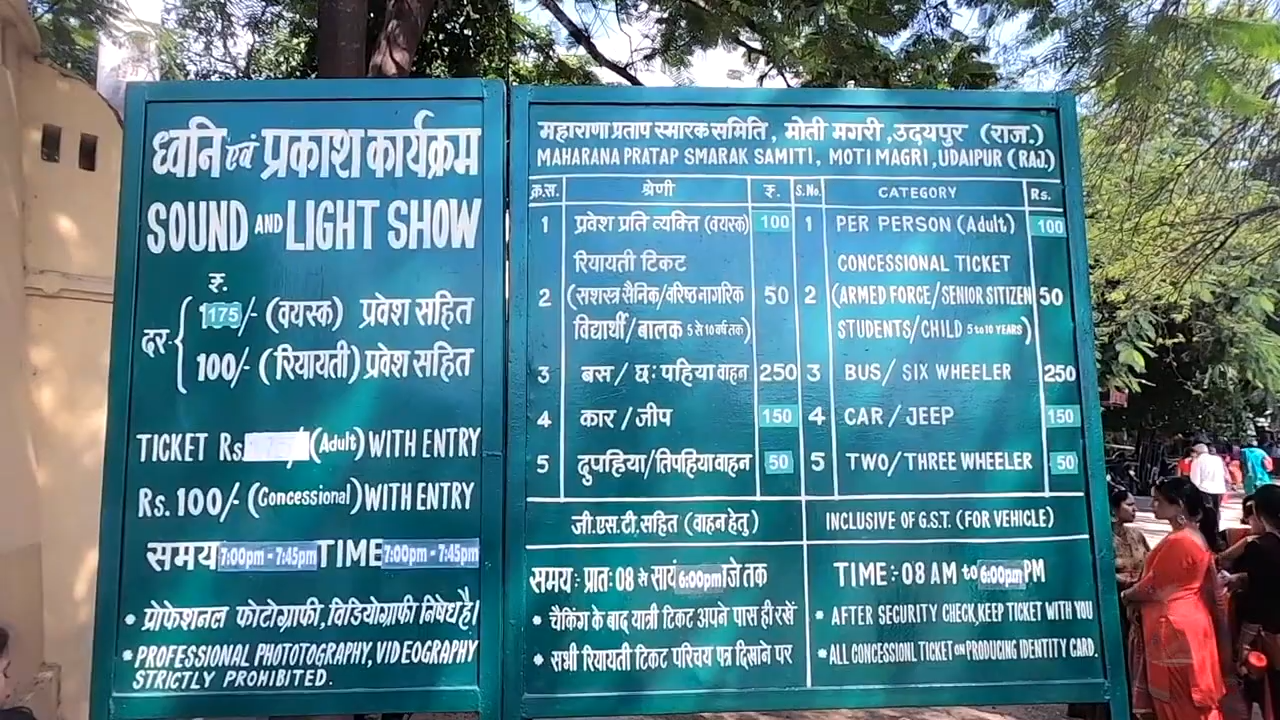 ध्वनि एवं प्रकाश कार्यक्रम
SOUND AND LIGHT SHOW
रु.
दर- 175/- (वयस्क) प्रवेश सहित
100/- (रियायती) प्रवेश सहित
TICKET Rs. (Adult) WITH ENTRY
Rs. 100/- (Concessional) WITH ENTRY
समय 7:00pm - 7:45pm TIME 7:00pm - 7:45pm
• प्रोफेशनल फोटोग्राफी, विडियोग्राफी निषेध है।
* PROFESSIONAL PHOTOTOGRAPHY, VIDEOGRAPHY
STRICTLY PROHIBITED.
महाराणा प्रताप स्मारक समिति, मोती मगरी, उदयपुर (राज.)
MAHARANA PRATAP SMARAK SAMITI, MOTI MAGRI, UDAIPUR (RAJ.)
क्र.स. श्रेणी रु. S.No. CATEGORY Rs.
1 प्रवेश प्रति व्यक्ति (वयस्क) 100 1 PER PERSON (Adult) 100
रियायती टिकट CONCESSIONAL TICKET
2 (सशस्त्र सैनिक/वरिष्ठ नागरिक 50 2 (ARMED FORCE/SENIOR SITIZEN 50
विद्यार्थी/बालक 5 से 10 वर्ष तक) STUDENTS/CHILD 5 to 10 YEARS)
3 बस/छः पहिया वाहन 250 3 BUS/SIX WHEELER 250
4 कार/जीप 150 4 CAR/JEEP 150
5 दुपहिया/तिपहिया वाहन 50 5 TWO/THREE WHEELER 50
जी.एस.टी. सहित (वाहन हेतु) INCLUSIVE OF G.S.T. (FOR VEHICLE)
समय: प्रातः 08 से सायं 6:00pm जे तक
* चैकिंग के बाद यात्री टिकट अपने पास ही रखें
* सभी रियायती टिकट परिचय पत्र दिखाने पर
TIME:- 08 AM to 6:00pm PM
* AFTER SECURITY CHECK, KEEP TICKET WITH YOU
* ALL CONCESSIONL TICKET ON PRODUCING IDENTITY CARD.